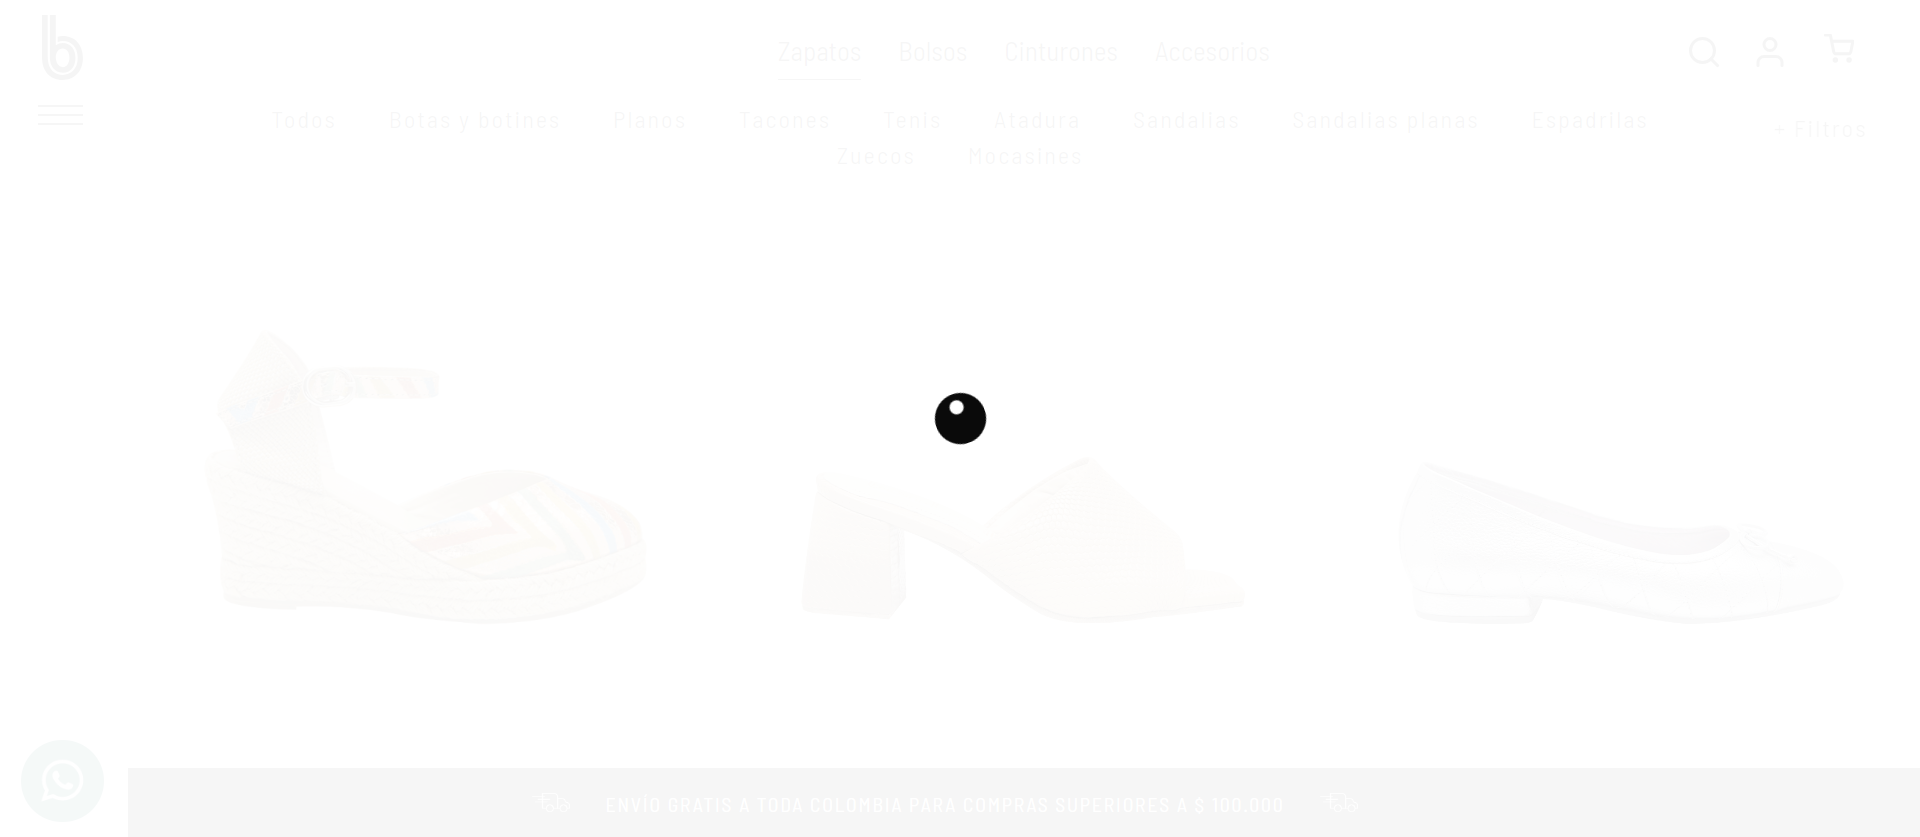 b
Zapatos Bolsos Cinturones Accesorios
Todos Botas y botines Planos Tacones Tenis Atadura Sandalias Sandalias planas Espadrilas
+ Filtros
Zuecos Mocasines
ENVÍO GRATIS A TODA COLOMBIA PARA COMPRAS SUPERIORES A $ 100.000